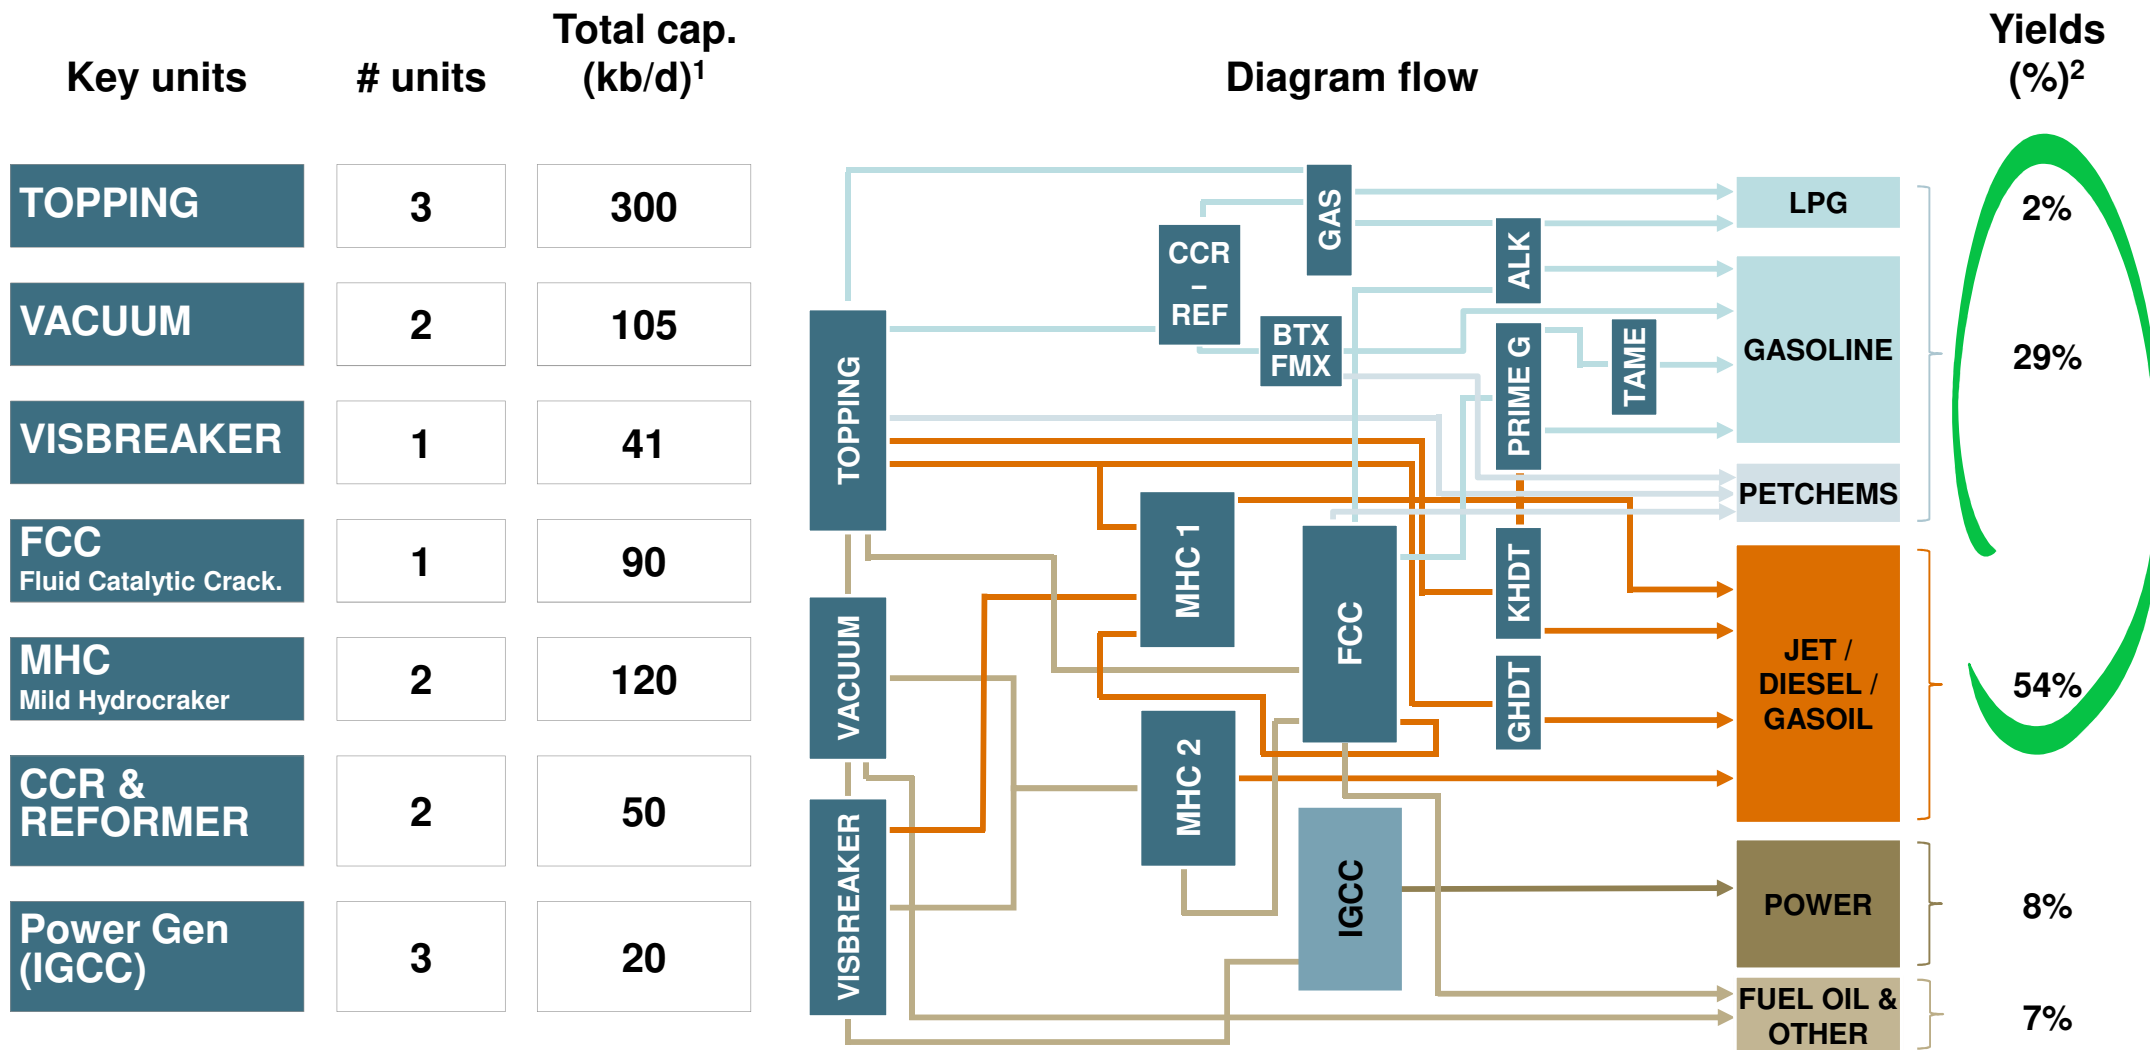 Key units
# units
Total cap.
(kb/d)1
Diagram flow
Yields
(%)2
TOPPING
3
300
VACUUM
2
105
VISBREAKER
1
41
FCC
Fluid Catalytic Crack.
1
90
MHC
Mild Hydrocraker
2
120
CCR &
REFORMER
2
50
Power Gen
(IGCC)
3
20
TOPPING
VACUUM
VISBREAKER
CCR
–
REF
BTX
FMX
GAS
ALK
PRIME G
TAME
MHC 1
MHC 2
FCC
KHDT
GHDT
IGCC
LPG
GASOLINE
PETCHEMS
JET /
DIESEL /
GASOIL
POWER
FUEL OIL &
OTHER
2%
29%
54%
8%
7%